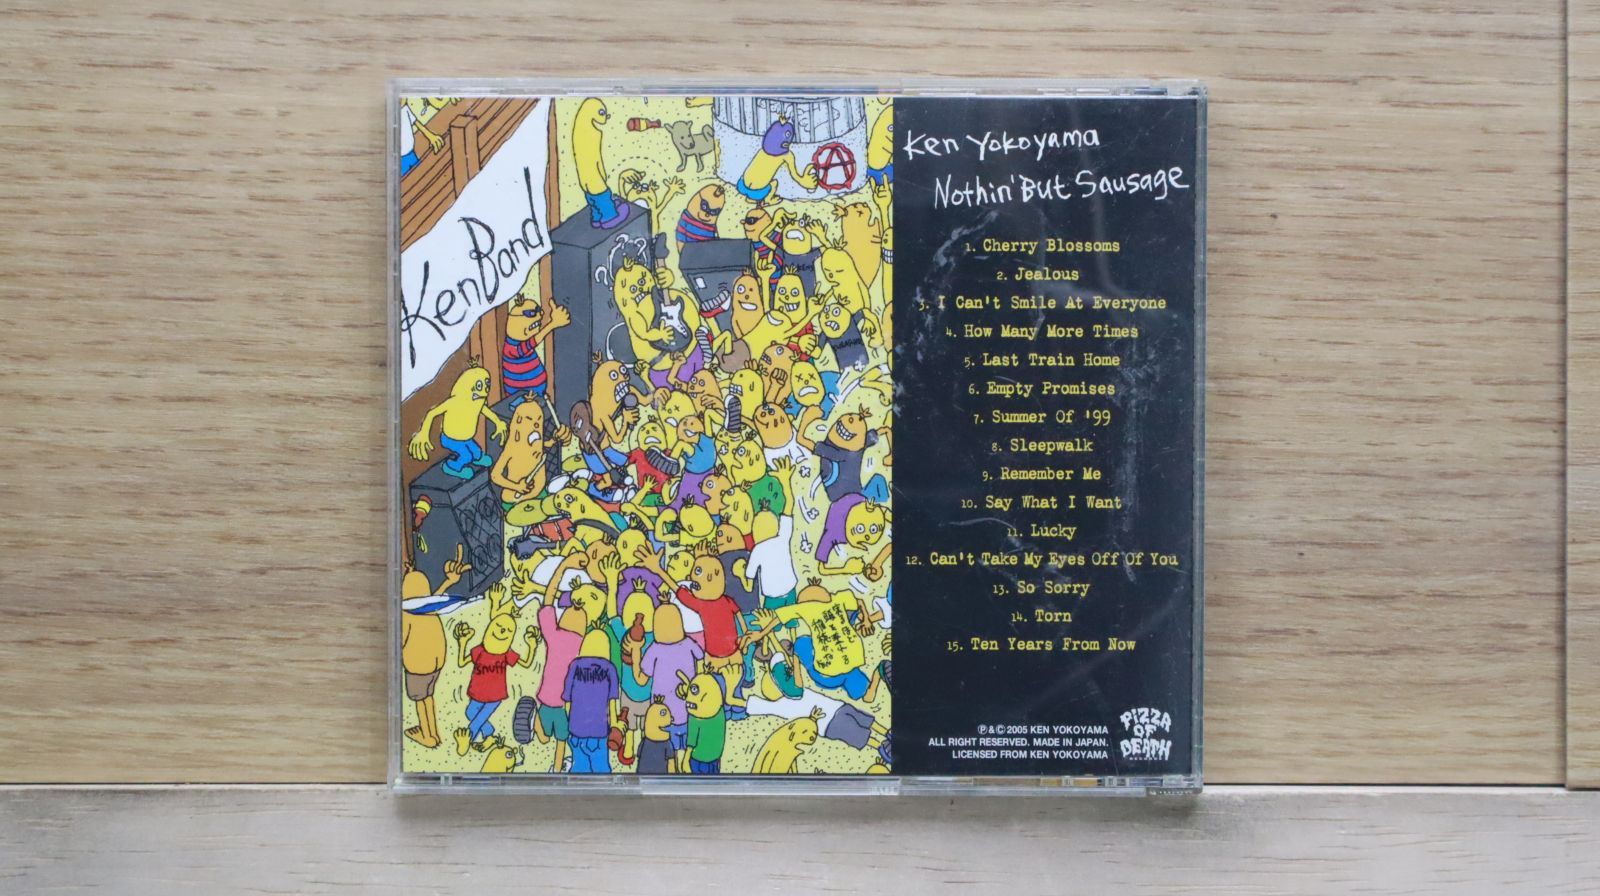 Ken Yokoyama
Nothin' But Sausage
1. Cherry Blossoms
2. Jealous
3. I Can't Smile At Everyone
4. How Many More Times
5. Last Train Home
6. Empty Promises
7. Summer Of '99
8. Sleepwalk
9. Remember Me
10. Say What I Want
11. Lucky
12. Can't Take My Eyes Off Of You
13. So Sorry
14. Torn
15. Ten Years From Now
Ⓟ&© 2005 KEN YOKOYAMA
ALL RIGHT RESERVED. MADE IN JAPAN.
LICENSED FROM KEN YOKOYAMA
PIZZA
OF
DEATH
RECORDS
Ken Band
A
snuff
ANTHRAX